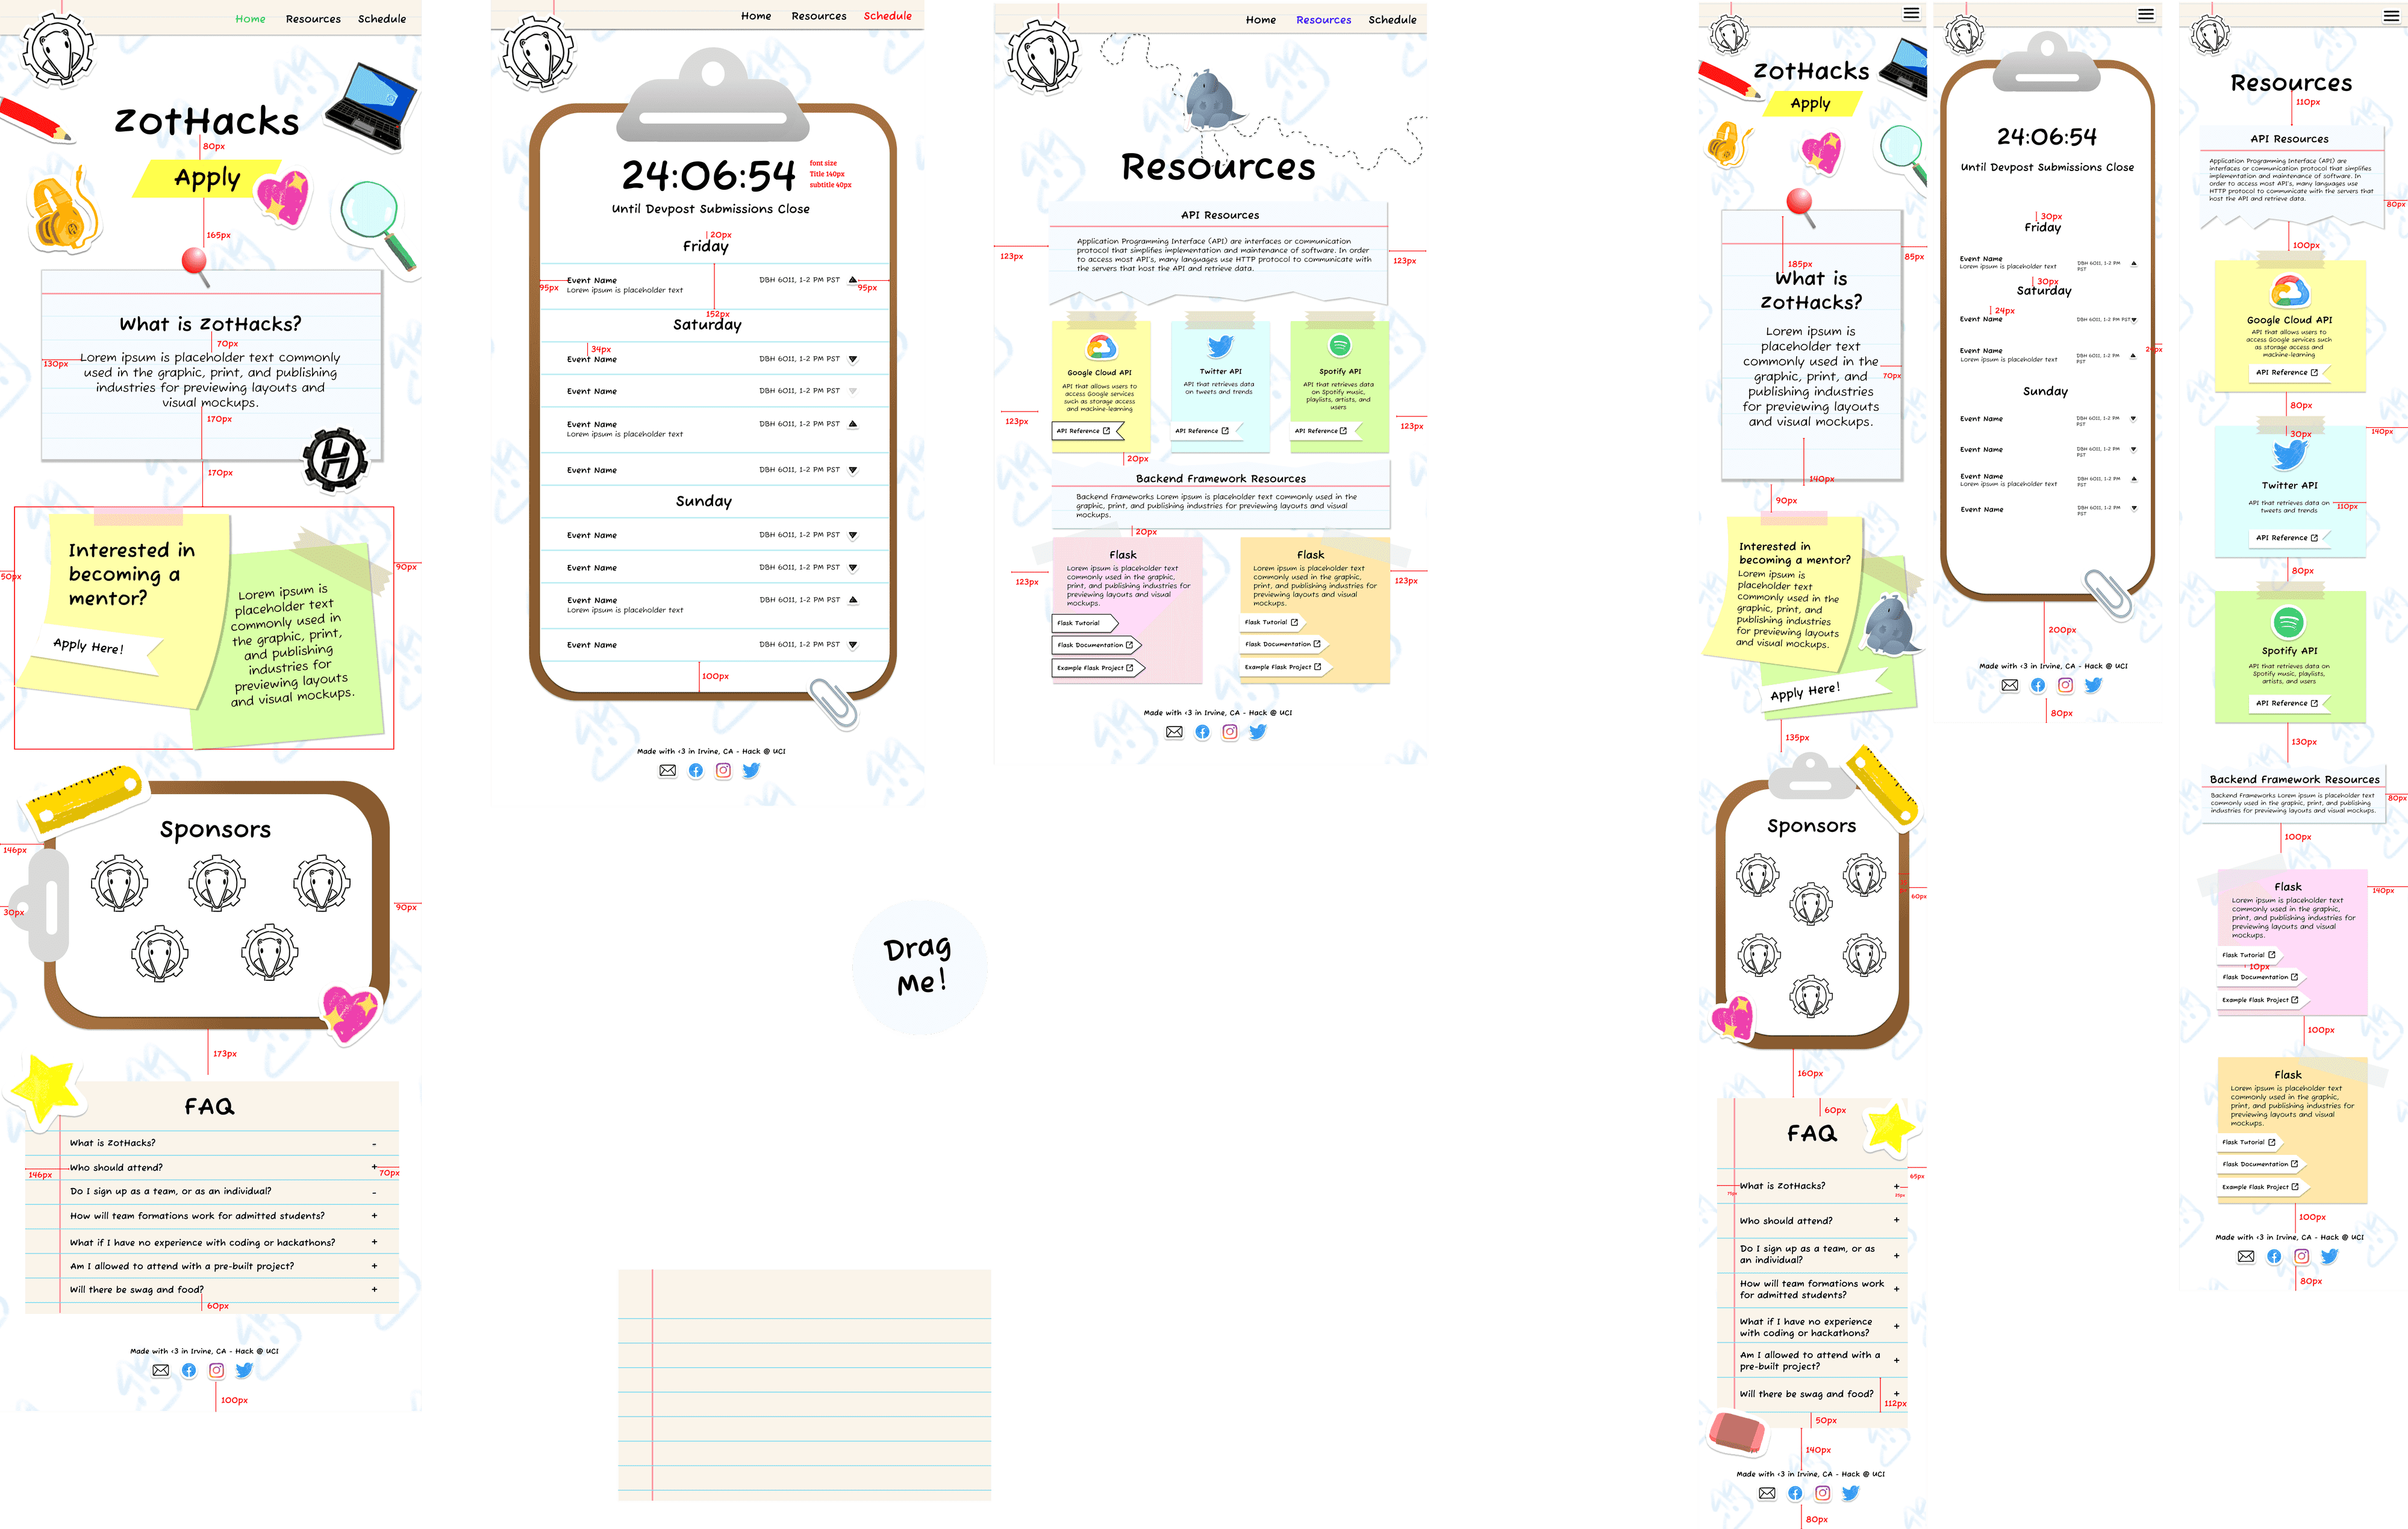 Home Resources Schedule
zotHacks
80px
Apply
165px
What is zotHacks?
70px
130px
Lorem ipsum is placeholder text commonly
used in the graphic, print, and publishing
industries for previewing layouts and
visual mockups.
170px
170px
Interested in
becoming a
mentor?
Apply Here!
Lorem ipsum is
placeholder text
commonly used in
the graphic, print,
and publishing
industries for
previewing layouts
and visual mockups.
50px
90px
Sponsors
146px
30px
90px
173px
FAQ
What is zotHacks? -
Who should attend? +
146px
70px
Do I sign up as a team, or as an individual? -
How will team formations work for admitted students? +
What if I have no experience with coding or hackathons? +
Am I allowed to attend with a pre-built project? +
Will there be swag and food? +
60px
Made with <3 in Irvine, CA - Hack @ UCI
100px
Home Resources Schedule
24:06:54
font size
Title 140px
subtitle 40px
Until Devpost Submissions Close
20px
Friday
Event Name DBH 6011, 1-2 PM PST
Lorem ipsum is placeholder text
95px
95px
152px
Saturday
34px
Event Name DBH 6011, 1-2 PM PST
Event Name DBH 6011, 1-2 PM PST
Event Name DBH 6011, 1-2 PM PST
Lorem ipsum is placeholder text
Event Name DBH 6011, 1-2 PM PST
Sunday
Event Name DBH 6011, 1-2 PM PST
Event Name DBH 6011, 1-2 PM PST
Event Name DBH 6011, 1-2 PM PST
Lorem ipsum is placeholder text
Event Name DBH 6011, 1-2 PM PST
100px
Made with <3 in Irvine, CA - Hack @ UCI
Drag
Me!
Home Resources Schedule
Resources
API Resources
Application Programming Interface (API) are interfaces or communication
protocol that simplifies implementation and maintenance of software. In order
to access most API's, many languages use HTTP protocol to communicate with
the servers that host the API and retrieve data.
123px
123px
Google Cloud API
API that allows users to
access Google services
such as storage access
and machine-learning
API Reference
Twitter API
API that retrieves data
on tweets and trends
API Reference
Spotify API
API that retrieves data
on Spotify music,
playlists, artists, and
users
API Reference
123px
123px
20px
Backend Framework Resources
Backend Frameworks Lorem ipsum is placeholder text commonly used in the
graphic, print, and publishing industries for previewing layouts and visual
mockups.
20px
Flask
Lorem ipsum is placeholder text
commonly used in the graphic,
print, and publishing industries for
previewing layouts and visual
mockups.
Flask Tutorial
Flask Documentation
Example Flask Project
Flask
Lorem ipsum is placeholder text
commonly used in the graphic,
print, and publishing industries for
previewing layouts and visual
mockups.
Flask Tutorial
Flask Documentation
Example Flask Project
123px
123px
Made with <3 in Irvine, CA - Hack @ UCI
zotHacks
Apply
185px
85px
What is
zotHacks?
Lorem ipsum is
placeholder text
commonly used in the
graphic, print, and
publishing industries
for previewing layouts
and visual mockups.
70px
140px
90px
Interested in
becoming a mentor?
Lorem ipsum is
placeholder text
commonly used in the
graphic, print, and
publishing industries
for previewing layouts
and visual mockups.
Apply Here!
135px
Sponsors
60px
160px
60px
FAQ
65px
What is zotHacks? +
Who should attend? +
Do I sign up as a team, or as
an individual? +
How will team formations work
for admitted students? +
What if I have no experience
with coding or hackathons? +
Am I allowed to attend with a
pre-built project? +
Will there be swag and food? +
112px
50px
140px
Made with <3 in Irvine, CA - Hack @ UCI
80px
24:06:54
Until Devpost Submissions Close
30px
Friday
Event Name DBH 6011, 1-2 PM
Lorem ipsum is placeholder text PST
30px
Saturday
24px
Event Name DBH 6011, 1-2 PM PST
Event Name DBH 6011, 1-2 PM
Lorem ipsum is placeholder text PST
Sunday
Event Name DBH 6011, 1-2 PM
PST
Event Name DBH 6011, 1-2 PM
PST
Event Name DBH 6011, 1-2 PM
Lorem ipsum is placeholder text PST
Event Name DBH 6011, 1-2 PM
PST
200px
Made with <3 in Irvine, CA - Hack @ UCI
80px
Resources
110px
API Resources
Application Programming Interface (API) are
interfaces or communication protocol that simplifies
implementation and maintenance of software. In
order to access most API's, many languages use
HTTP protocol to communicate with the servers that
host the API and retrieve data.
80px
100px
Google Cloud API
API that allows users to
access Google services such
as storage access and
machine-learning
API Reference
80px
30px
140px
Twitter API
API that retrieves data on
tweets and trends
110px
API Reference
80px
Spotify API
API that retrieves data on
Spotify music, playlists,
artists, and users
API Reference
130px
Backend Framework Resources
Backend Frameworks Lorem ipsum is placeholder text
commonly used in the graphic, print, and publishing
industries for previewing layouts and visual mockups.
80px
100px
Flask
140px
Lorem ipsum is placeholder text
commonly used in the graphic,
print, and publishing industries for
previewing layouts and visual
mockups.
Flask Tutorial
10px
Flask Documentation
Example Flask Project
100px
Flask
Lorem ipsum is placeholder text
commonly used in the graphic,
print, and publishing industries for
previewing layouts and visual
mockups.
Flask Tutorial
Flask Documentation
Example Flask Project
100px
Made with <3 in Irvine, CA - Hack @ UCI
80px